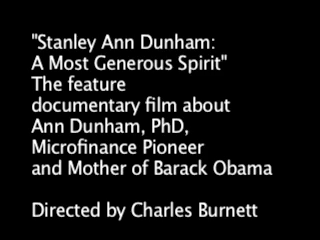 "Stanley Ann Dunham:
A Most Generous Spirit"
The feature
documentary film about
Ann Dunham, PhD,
Microfinance Pioneer
and Mother of Barack Obama
Directed by Charles Burnett